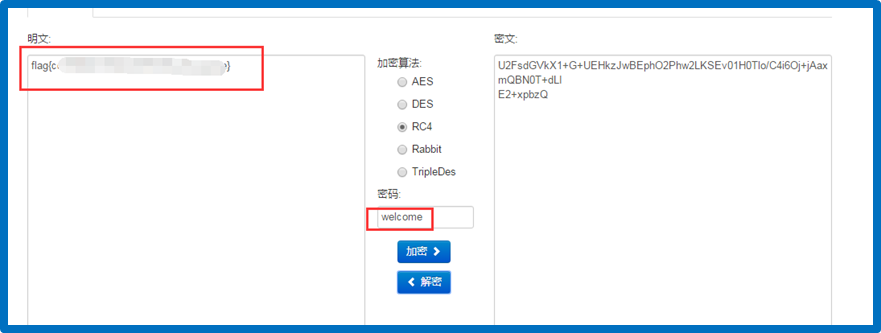 明文:
flag{c
}
加密算法:
AES
DES
RC4
Rabbit
TripleDes
密码:
welcome
加密
解密
密文:
U2FsdGVkX1+G+UEHkzJwBEphO2Phw2LKSEv01H0TIo/C4i6Oj+jAax
mQBN0T+dLI
E2+xpbzQ